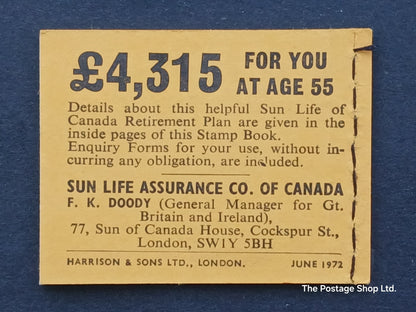 £4,315 FOR YOU
AT AGE 55
Details about this helpful Sun Life of
Canada Retirement Plan are given in the
inside pages of this Stamp Book.
Enquiry Forms for your use, without in-
curring any obligation, are included.
SUN LIFE ASSURANCE CO. OF CANADA
F. K. DOODY (General Manager for Gt.
Britain and Ireland),
77, Sun of Canada House, Cockspur St.,
London, SW1Y 5BH
HARRISON & SONS LTD., LONDON. JUNE 1972
The Postage Shop Ltd.